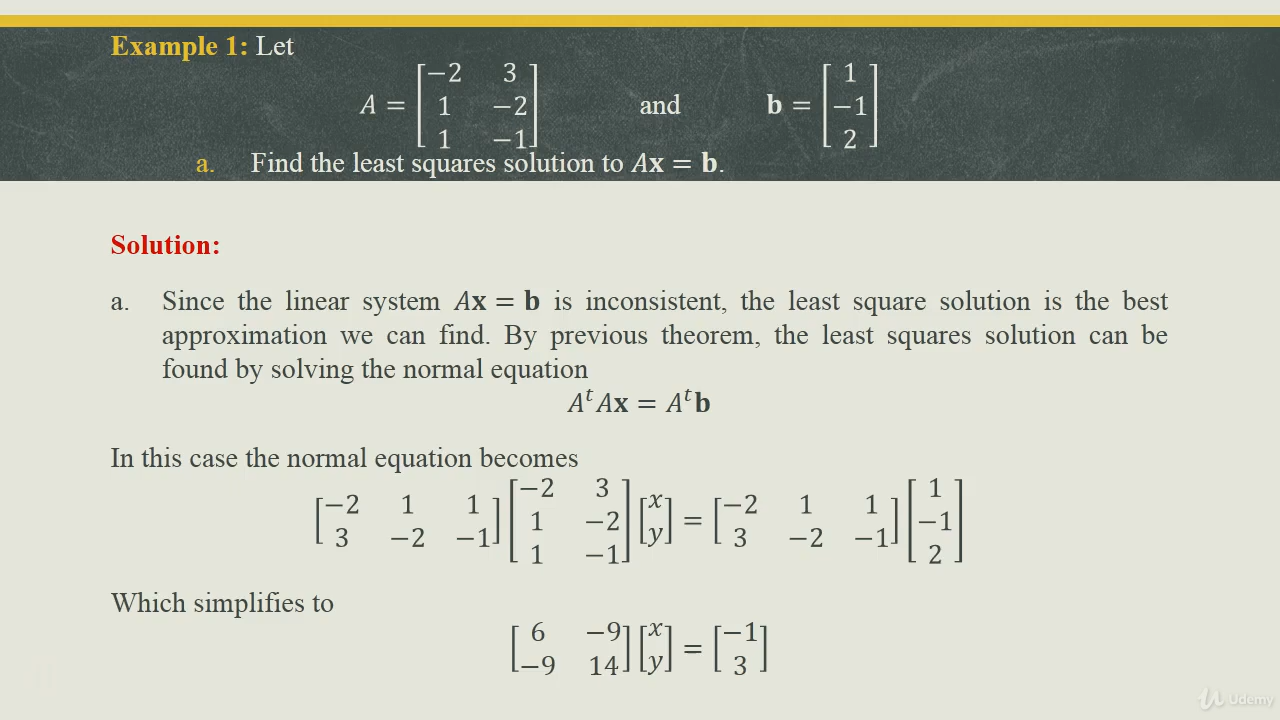 Example 1: Let
A = [−2 3; 1 −2; 1 −1] and b = [1; −1; 2]
a. Find the least squares solution to Ax = b.
Solution:
a. Since the linear system Ax = b is inconsistent, the least square solution is the best
approximation we can find. By previous theorem, the least squares solution can be
found by solving the normal equation
AᵗAx = Aᵗb
In this case the normal equation becomes
[−2 1 1; 3 −2 −1] [−2 3; 1 −2; 1 −1] [x; y] = [−2 1 1; 3 −2 −1] [1; −1; 2]
Which simplifies to
[6 −9; −9 14] [x; y] = [−1; 3]
Udemy